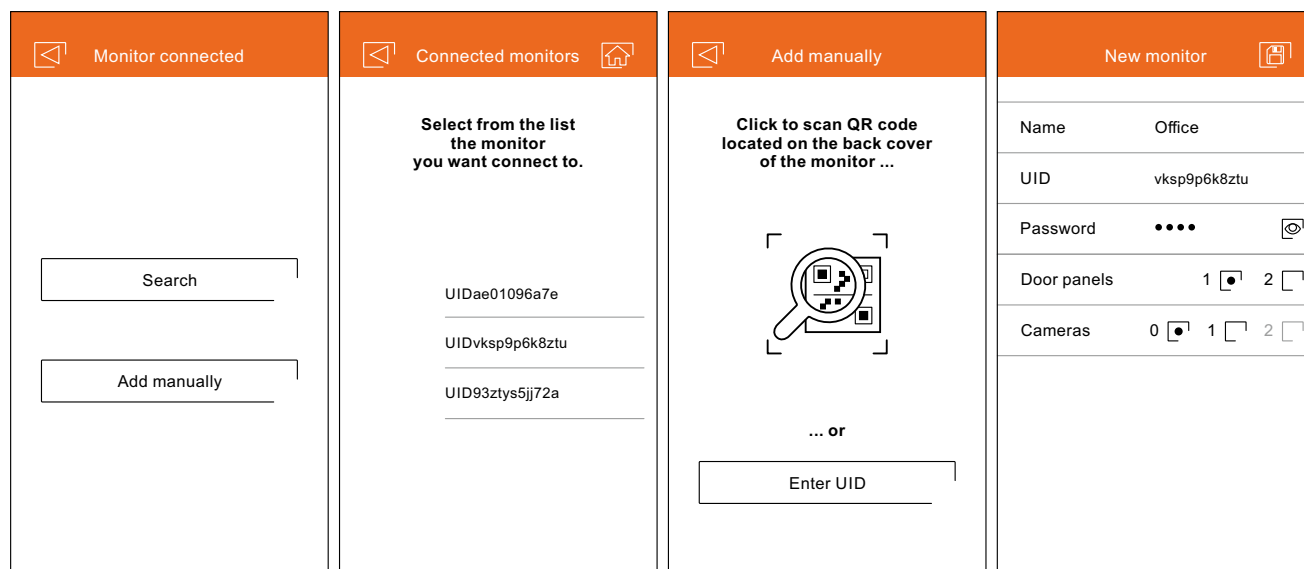 Monitor connected
Search
Add manually
Connected monitors
Select from the list
the monitor
you want connect to.
UIDae01096a7e
UIDvksp9p6k8ztu
UID93ztys5jj72a
Add manually
Click to scan QR code
located on the back cover
of the monitor ...
... or
Enter UID
New monitor
Name Office
UID vksp9p6k8ztu
Password ••••
Door panels 1 2
Cameras 0 1 2